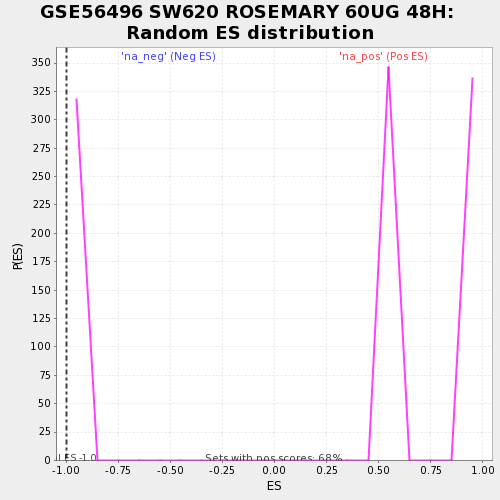 GSE56496 SW620 ROSEMARY 60UG 48H:
Random ES distribution
'na_neg' (Neg ES) 'na_pos' (Pos ES)
350
325
300
275
250
225
200
175
150
125
100
75
50
25
0
P(ES)
Sets with pos scores: 68%
-1.00 -0.75 -0.50 -0.25 0.00 0.25 0.50 0.75 1.00
ES